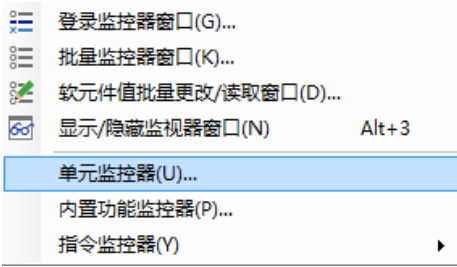 登录监控器窗口(G)...
批量监控器窗口(K)...
软元件值批量更改/读取窗口(D)...
显示/隐藏监视器窗口(N) Alt+3
单元监控器(U)...
内置功能监控器(P)...
指令监控器(Y)